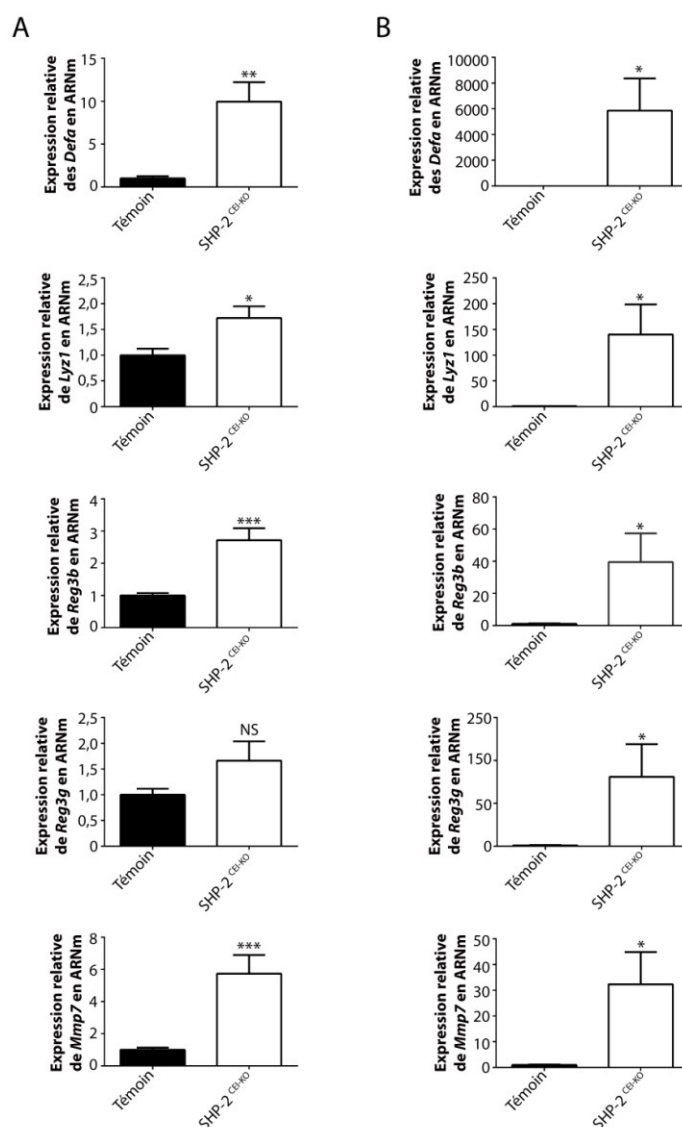 A
Expression relative
des Defa en ARNm
15
10
5
0
**
Témoin
SHP-2 CEI-KO
Expression relative
de Lyz1 en ARNm
2,5
2,0
1,5
1,0
0,5
0
*
Témoin
SHP-2 CEI-KO
Expression relative
de Reg3b en ARNm
4
3
2
1
0
***
Témoin
SHP-2 CEI-KO
Expression relative
de Reg3g en ARNm
2,5
2,0
1,5
1,0
0,5
0
NS
Témoin
SHP-2 CEI-KO
Expression relative
de Mmp7 en ARNm
8
6
4
2
0
***
Témoin
SHP-2 CEI-KO
B
Expression relative
des Defa en ARNm
10000
8000
6000
4000
2000
0
*
Témoin
SHP-2 CEI-KO
Expression relative
de Lyz1 en ARNm
250
200
150
100
50
0
*
Témoin
SHP-2 CEI-KO
Expression relative
de Reg3b en ARNm
80
60
40
20
0
*
Témoin
SHP-2 CEI-KO
Expression relative
de Reg3g en ARNm
250
50
0
*
Témoin
SHP-2 CEI-KO
Expression relative
de Mmp7 en ARNm
50
40
30
20
10
0
*
Témoin
SHP-2 CEI-KO